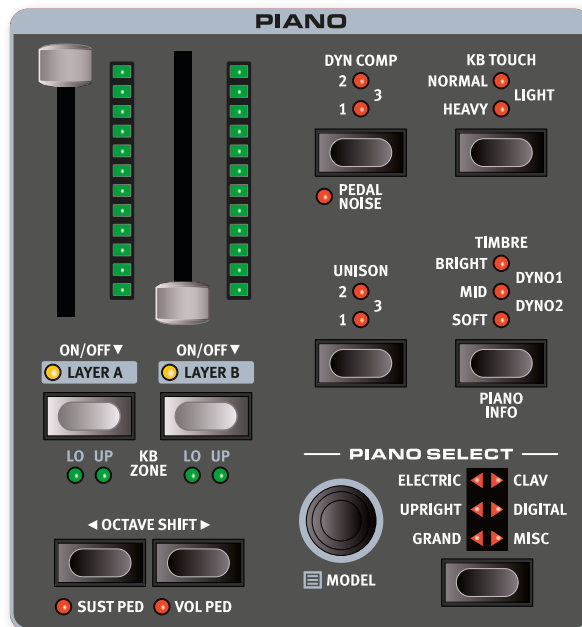 PIANO
DYN COMP
2
3
1
PEDAL
NOISE
KB TOUCH
NORMAL
LIGHT
HEAVY
UNISON
2
3
1
TIMBRE
BRIGHT
DYNO1
MID
DYNO2
SOFT
PIANO
INFO
ON/OFF▼ ON/OFF▼
LAYER A LAYER B
LO UP KB ZONE LO UP
◄ OCTAVE SHIFT ►
SUST PED VOL PED
PIANO SELECT
ELECTRIC CLAV
UPRIGHT DIGITAL
GRAND MISC
MODEL